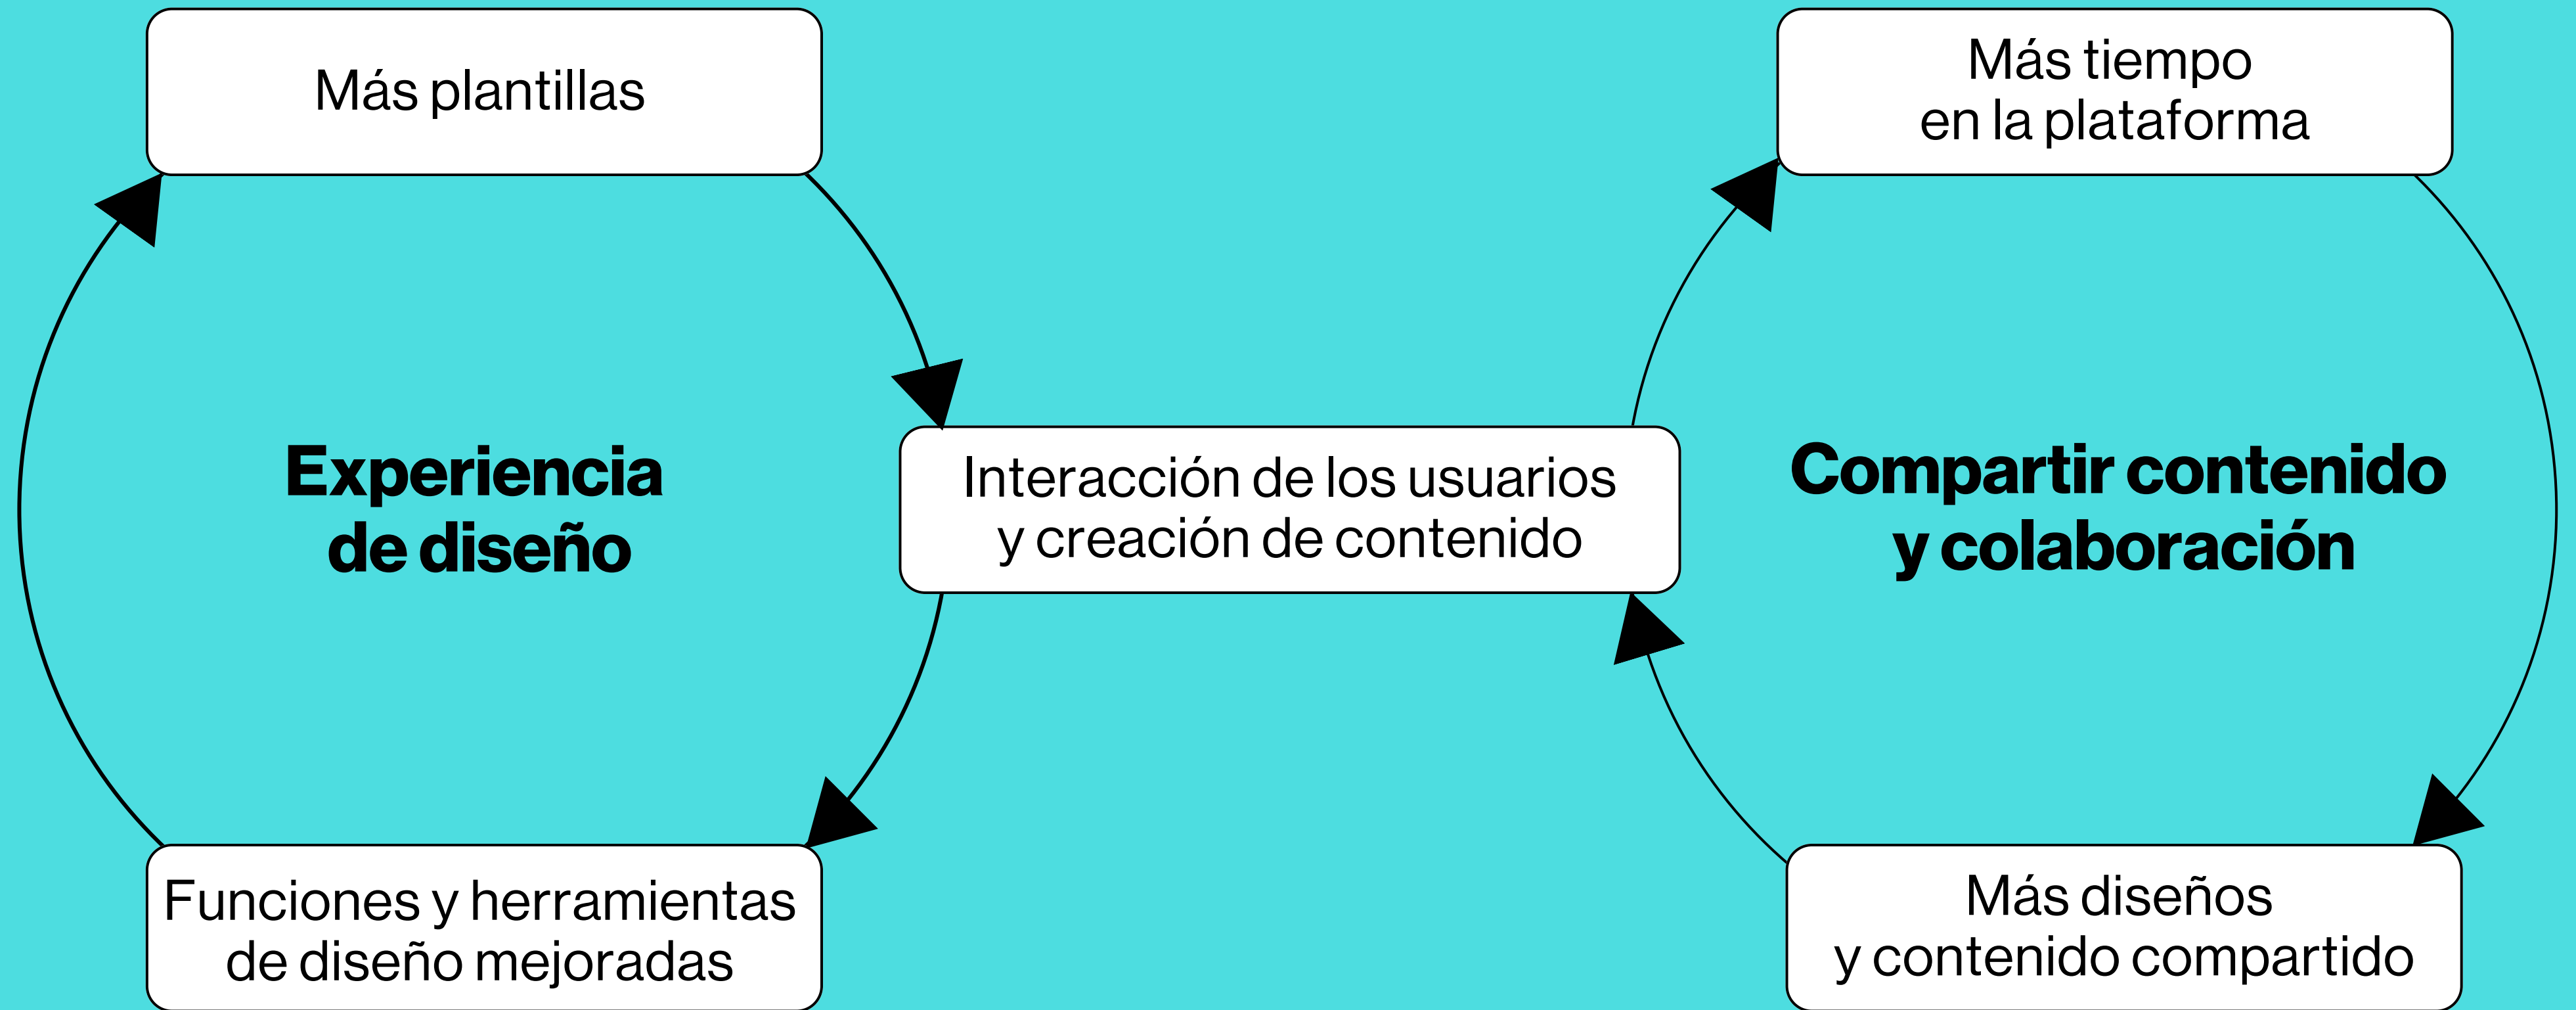 Más plantillas
Más tiempo
en la plataforma
Experiencia
de diseño
Interacción de los usuarios
y creación de contenido
Compartir contenido
y colaboración
Funciones y herramientas
de diseño mejoradas
Más diseños
y contenido compartido